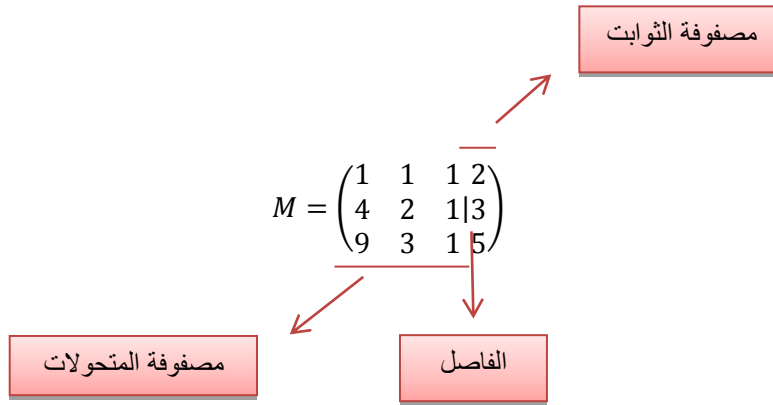 مصفوفة الثوابت
1 1 1 2
M = 4 2 1|3
9 3 1 5
مصفوفة المتحولات
الفاصل